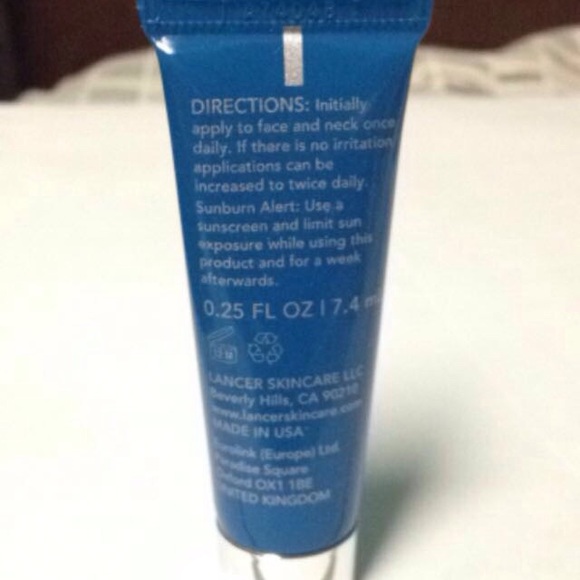 DIRECTIONS: Initially
apply to face and neck once
daily. If there is no irritation
applications can be
increased to twice daily.
Sunburn Alert: Use a
sunscreen and limit sun
exposure while using this
product and for a week
afterwards.
0.25 FL OZ | 7.4 m
LANCER SKINCARE LLC
Beverly Hills, CA 90210
www.lancerskincare.com
MADE IN USA
(Europe) Ltd.
Paradise Square
Oxford OX1 1BE
UNITED KINGDOM